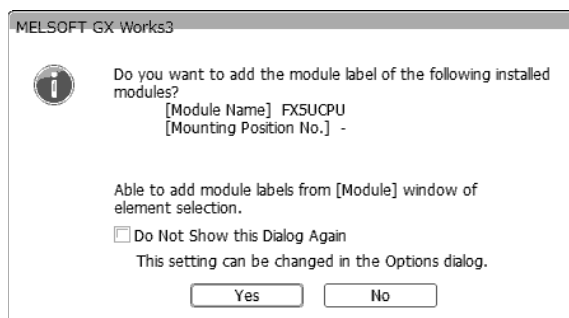 MELSOFT GX Works3
Do you want to add the module label of the following installed
modules?
[Module Name] FX5UCPU
[Mounting Position No.] -
Able to add module labels from [Module] window of
element selection.
Do Not Show this Dialog Again
This setting can be changed in the Options dialog.
Yes No